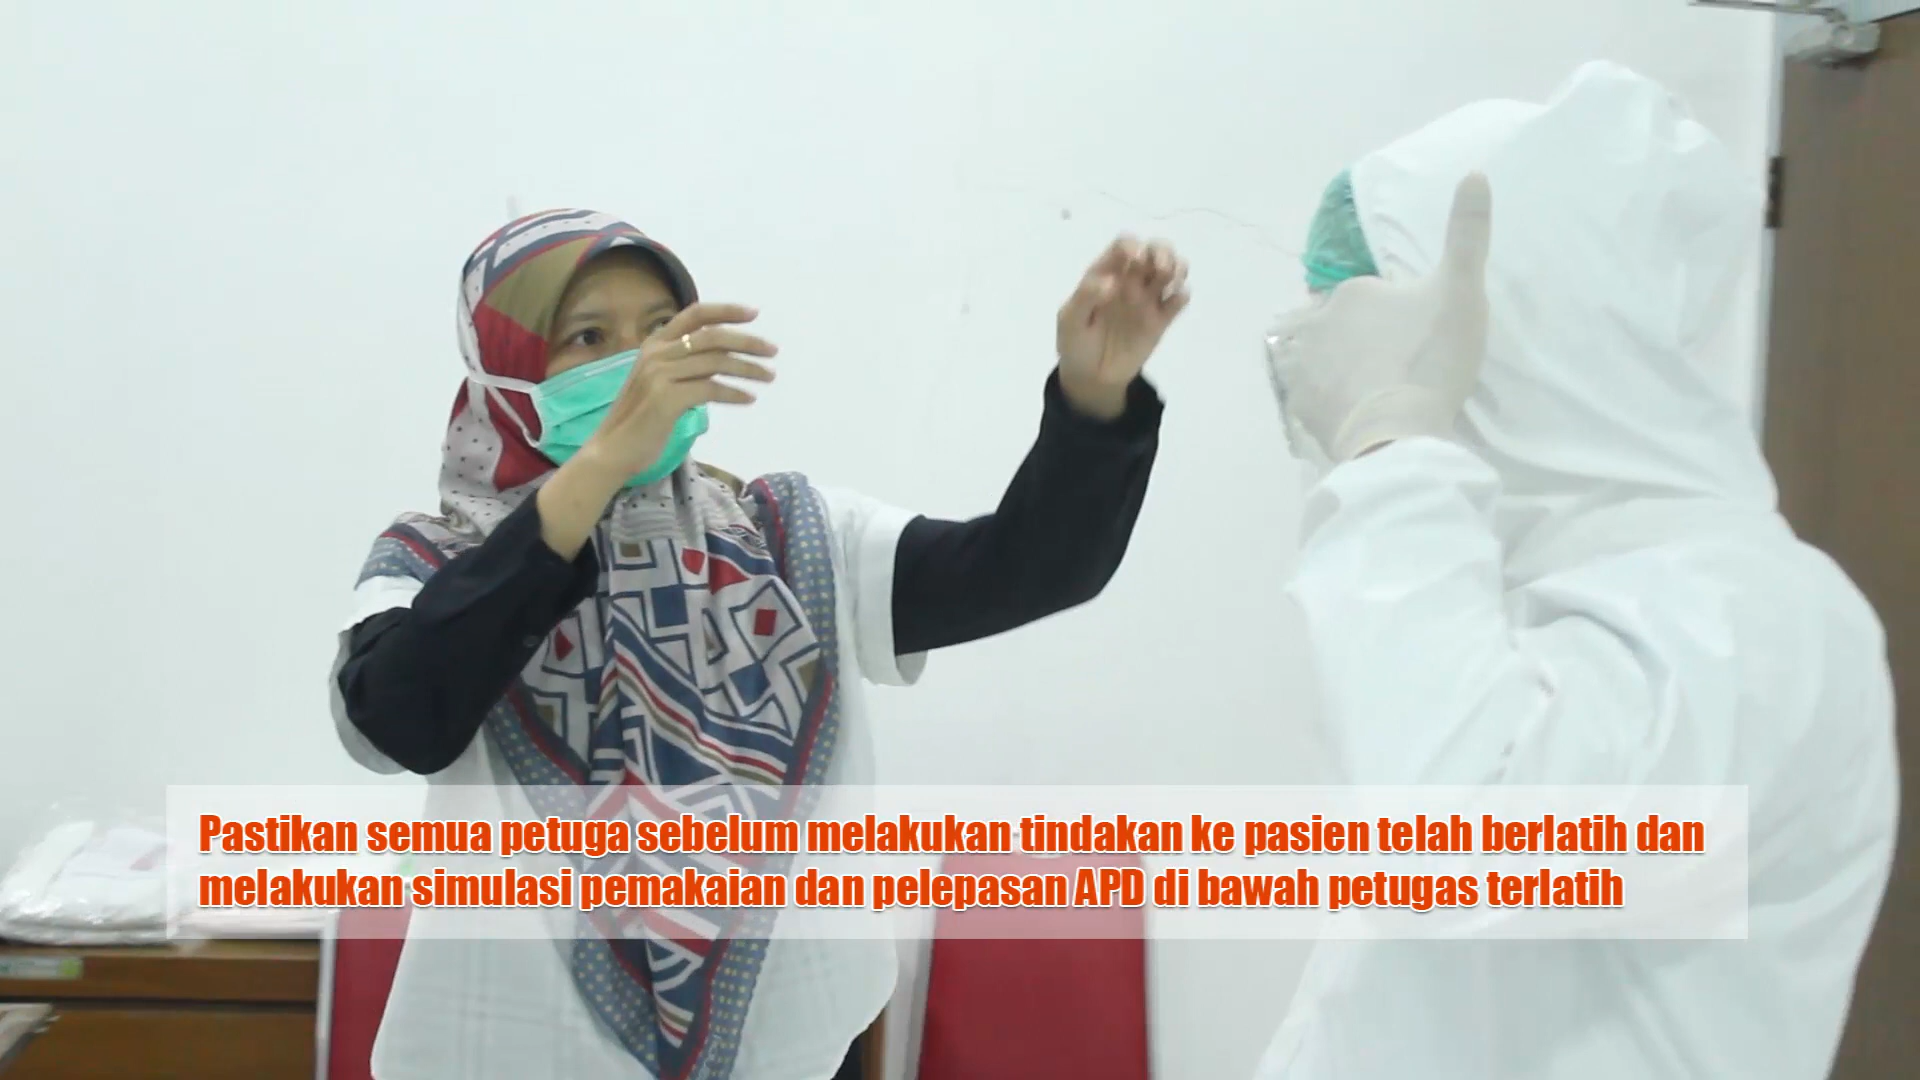 Pastikan semua petuga sebelum melakukan tindakan ke pasien telah berlatih dan
melakukan simulasi pemakaian dan pelepasan APD di bawah petugas terlatih